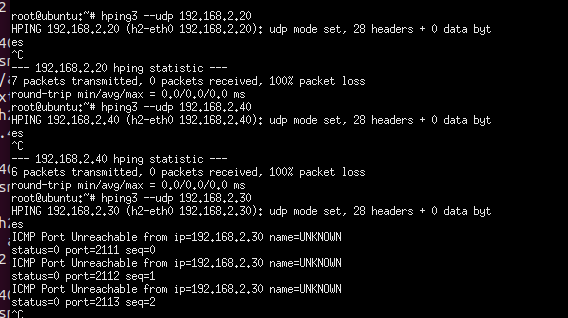 root@ubuntu:~# hping3 --udp 192.168.2.20
HPING 192.168.2.20 (h2-eth0 192.168.2.20): udp mode set, 28 headers + 0 data byt
es
^C
--- 192.168.2.20 hping statistic ---
7 packets transmitted, 0 packets received, 100% packet loss
round-trip min/avg/max = 0.0/0.0/0.0 ms
root@ubuntu:~# hping3 --udp 192.168.2.40
HPING 192.168.2.40 (h2-eth0 192.168.2.40): udp mode set, 28 headers + 0 data byt
es
^C
--- 192.168.2.40 hping statistic ---
6 packets transmitted, 0 packets received, 100% packet loss
round-trip min/avg/max = 0.0/0.0/0.0 ms
root@ubuntu:~# hping3 --udp 192.168.2.30
HPING 192.168.2.30 (h2-eth0 192.168.2.30): udp mode set, 28 headers + 0 data byt
es
ICMP Port Unreachable from ip=192.168.2.30 name=UNKNOWN
status=0 port=2111 seq=0
ICMP Port Unreachable from ip=192.168.2.30 name=UNKNOWN
status=0 port=2112 seq=1
ICMP Port Unreachable from ip=192.168.2.30 name=UNKNOWN
status=0 port=2113 seq=2
^C